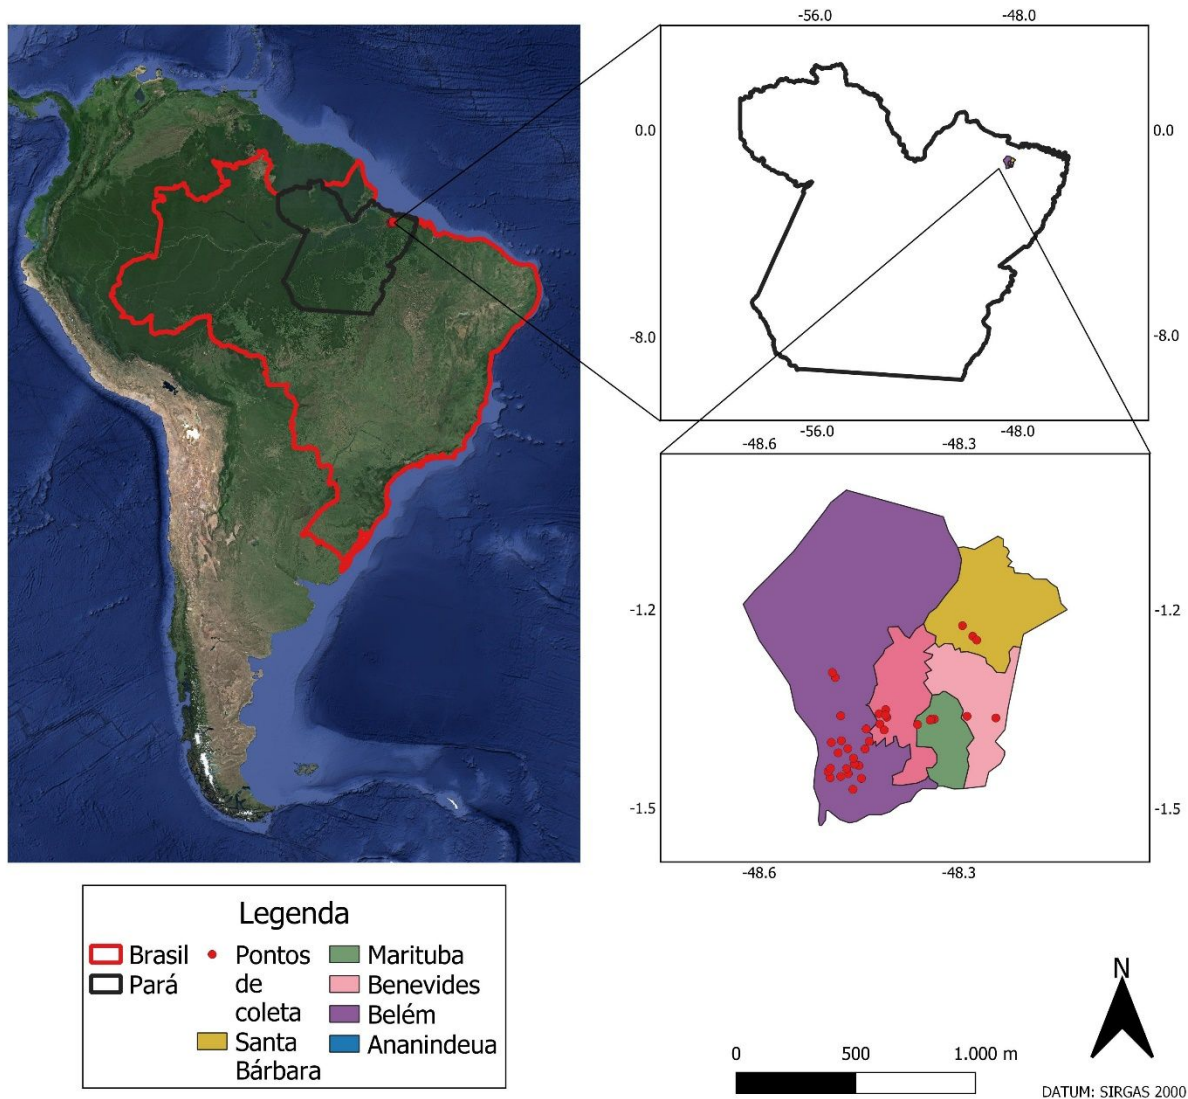 -56.0
-48.0
0.0
0.0
-8.0
-8.0
-56.0
-48.0
-48.6
-48.3
-1.2
-1.2
-1.5
-1.5
-48.6
-48.3
Legenda
Brasil
Pará
Pontos
de
coleta
Santa
Bárbara
Marituba
Benevides
Belém
Ananindeua
0
500
1.000 m
N
DATUM: SIRGAS 2000